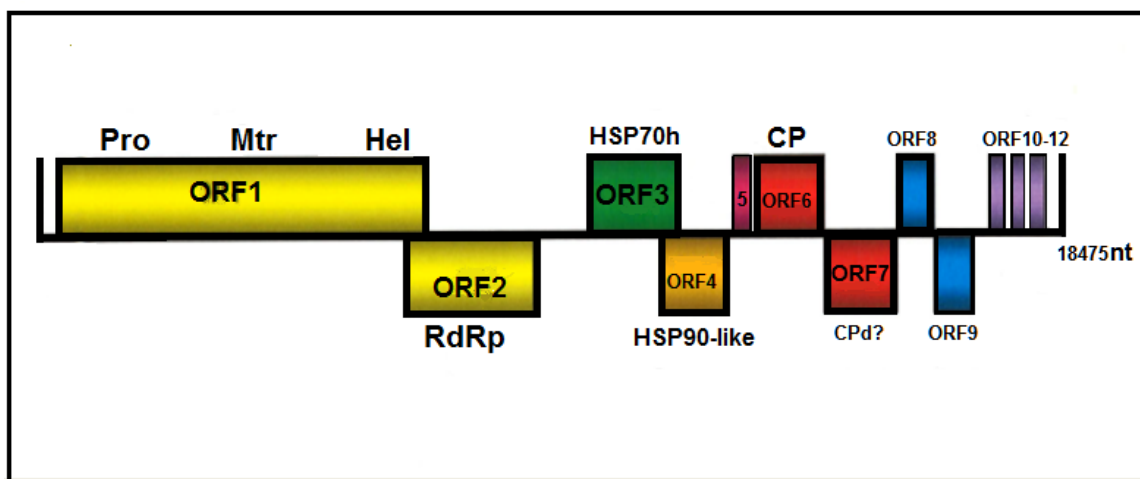 Pro Mtr Hel HSP70h CP ORF8 ORF10-12
ORF1 ORF3 5 ORF6
18475nt
ORF2 ORF4 ORF7
RdRp HSP90-like CPd? ORF9